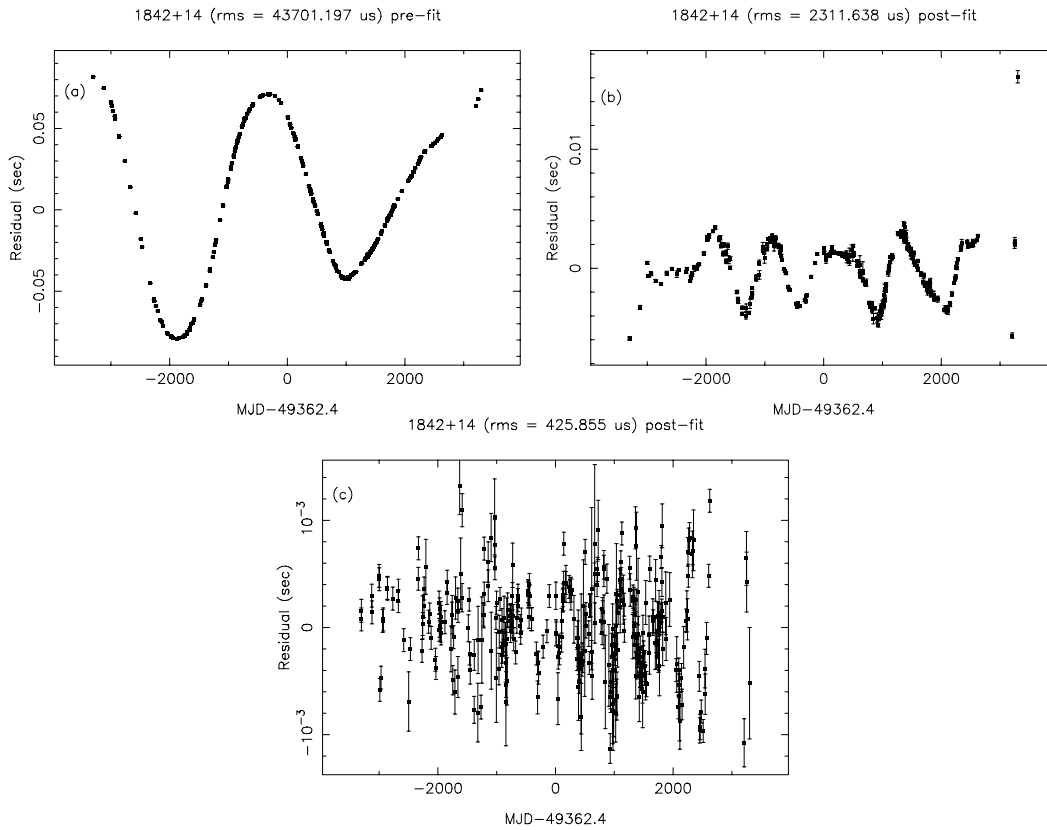 1842+14 (rms = 43701.197 us) pre-fit
(a)
Residual (sec)
0.05
0
-0.05
-2000 0 2000
MJD-49362.4
1842+14 (rms = 2311.638 us) post-fit
(b)
Residual (sec)
0.01
0
-2000 0 2000
MJD-49362.4
1842+14 (rms = 425.855 us) post-fit
(c)
Residual (sec)
10⁻³
0
-10⁻³
-2000 0 2000
MJD-49362.4